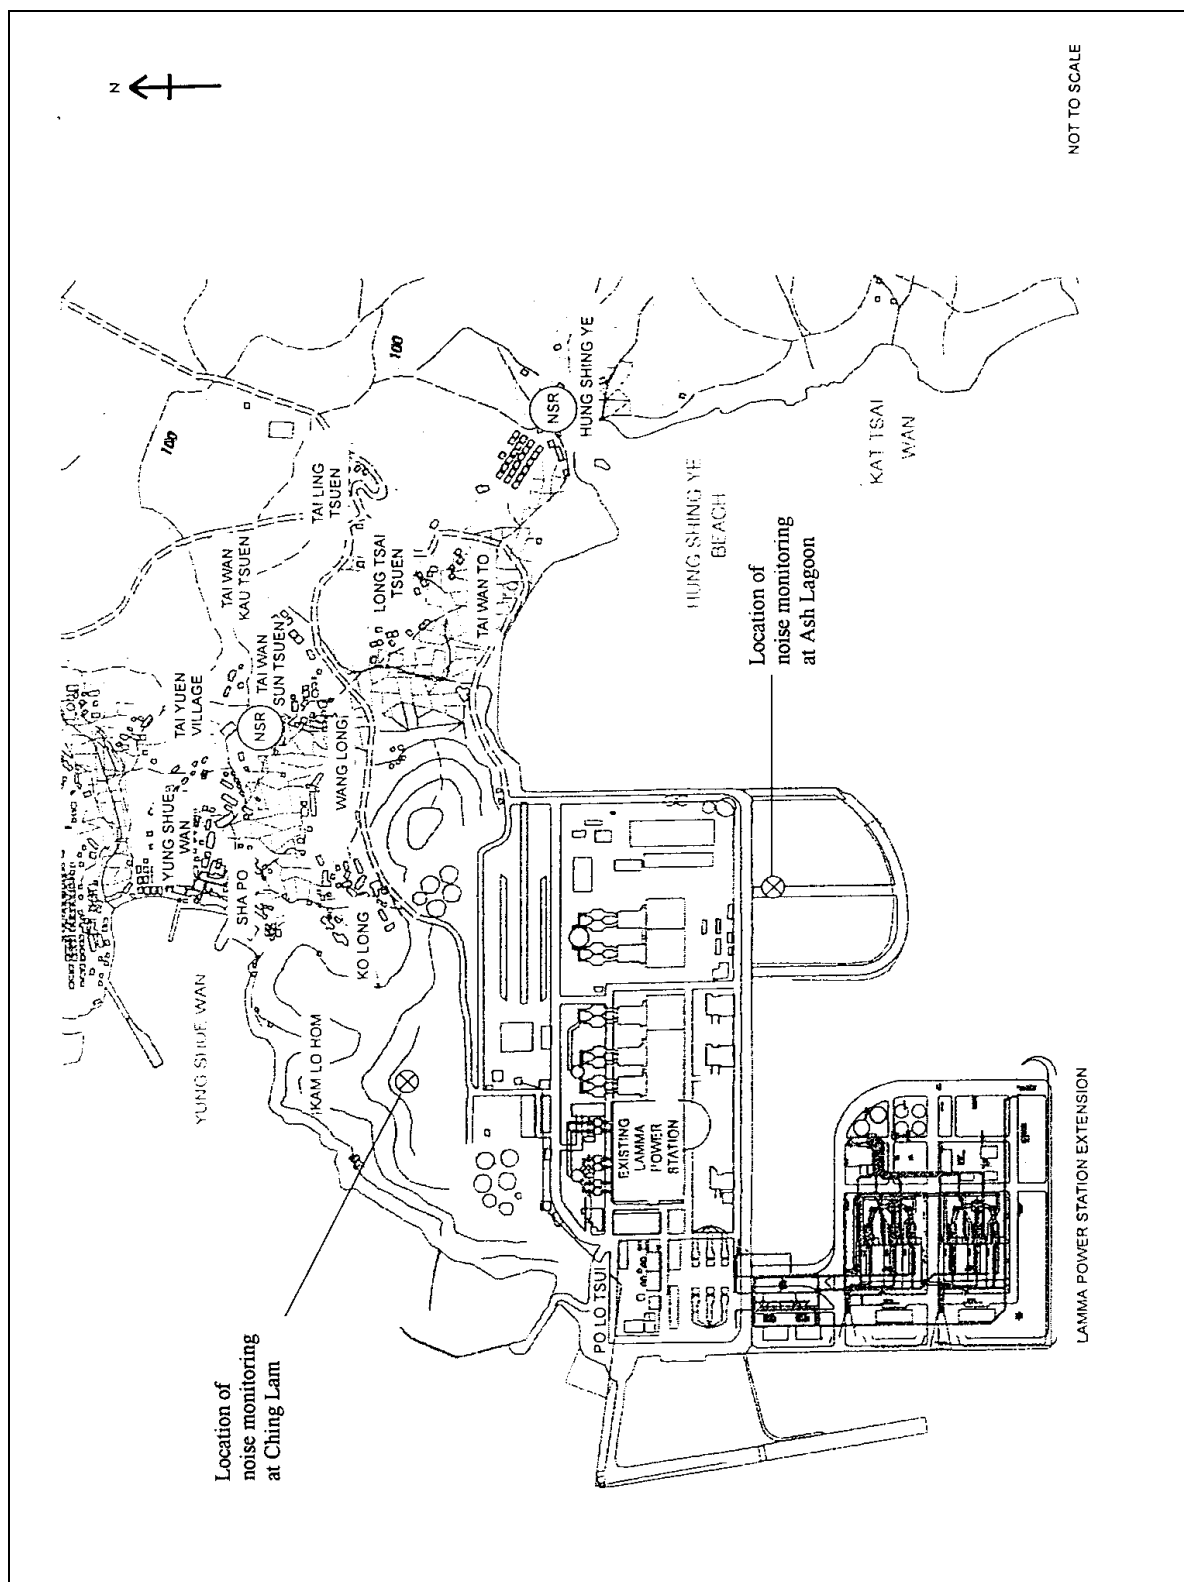 N
NOT TO SCALE
100
100
TAI LING
TSUEN
HUNG SHING YE
NSR
KAT TSAI
WAN
TAI WAN
KAU TSUEN
LONG TSAI
TSUEN
TAI WAN TO
HUNG SHING YE
BEACH
Location of
noise monitoring
at Ash Lagoon
TAI YUEN
VILLAGE
TAI WAN
SUN TSUEN
NSR
WANG LONG
YUNG SHUE
WAN
SHA PO
KO LONG
YUNG SHUE WAN
KAM LO HOM
EXISTING
LAMMA
POWER
STATION
PO LO TSUI
LAMMA POWER STATION EXTENSION
Location of
noise monitoring
at Ching Lam